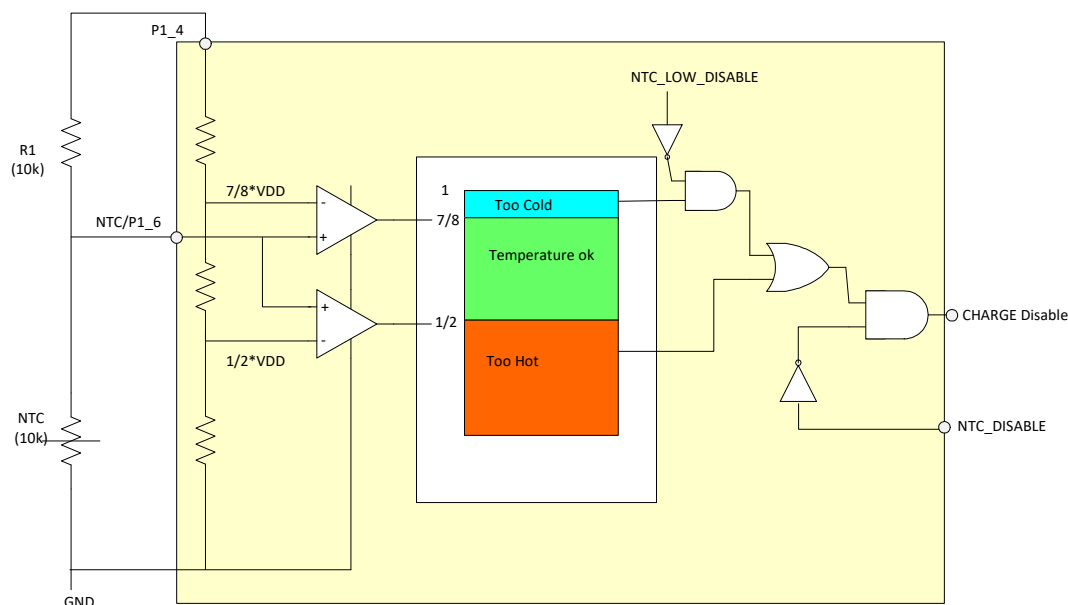 P1_4
NTC_LOW_DISABLE
R1
(10k)
7/8*VDD
1
Too Cold
7/8
NTC/P1_6
-
+
Temperature ok
+
-
1/2
1/2*VDD
Too Hot
CHARGE Disable
NTC
(10k)
NTC_DISABLE
GND